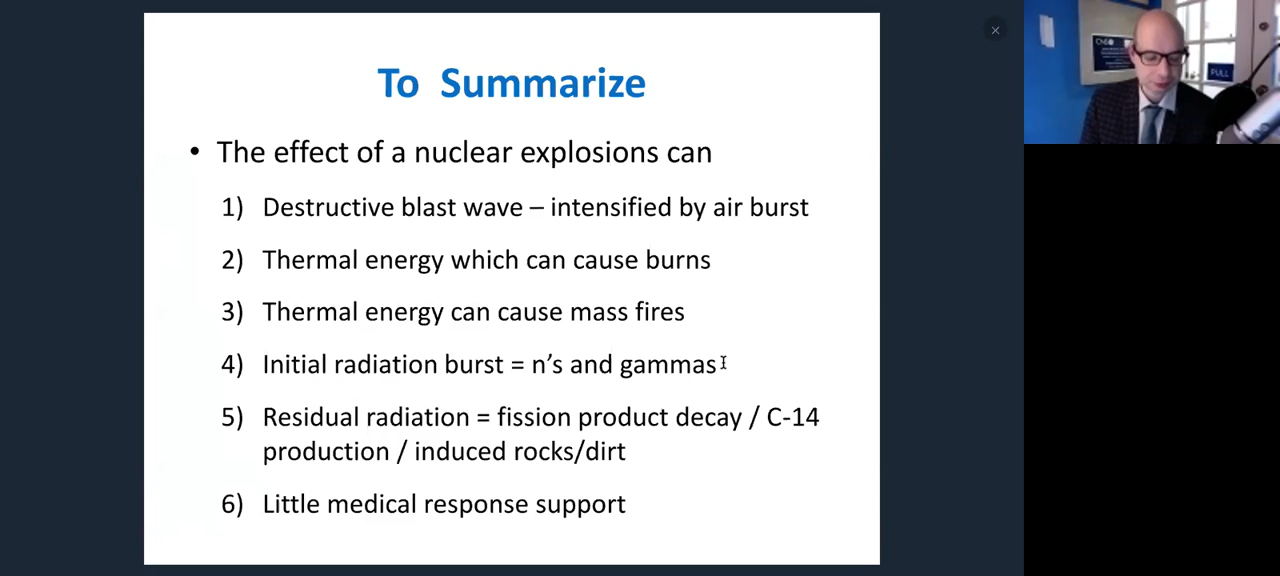 To Summarize
• The effect of a nuclear explosions can
1) Destructive blast wave – intensified by air burst
2) Thermal energy which can cause burns
3) Thermal energy can cause mass fires
4) Initial radiation burst = n's and gammas
5) Residual radiation = fission product decay / C-14
production / induced rocks/dirt
6) Little medical response support
PULL